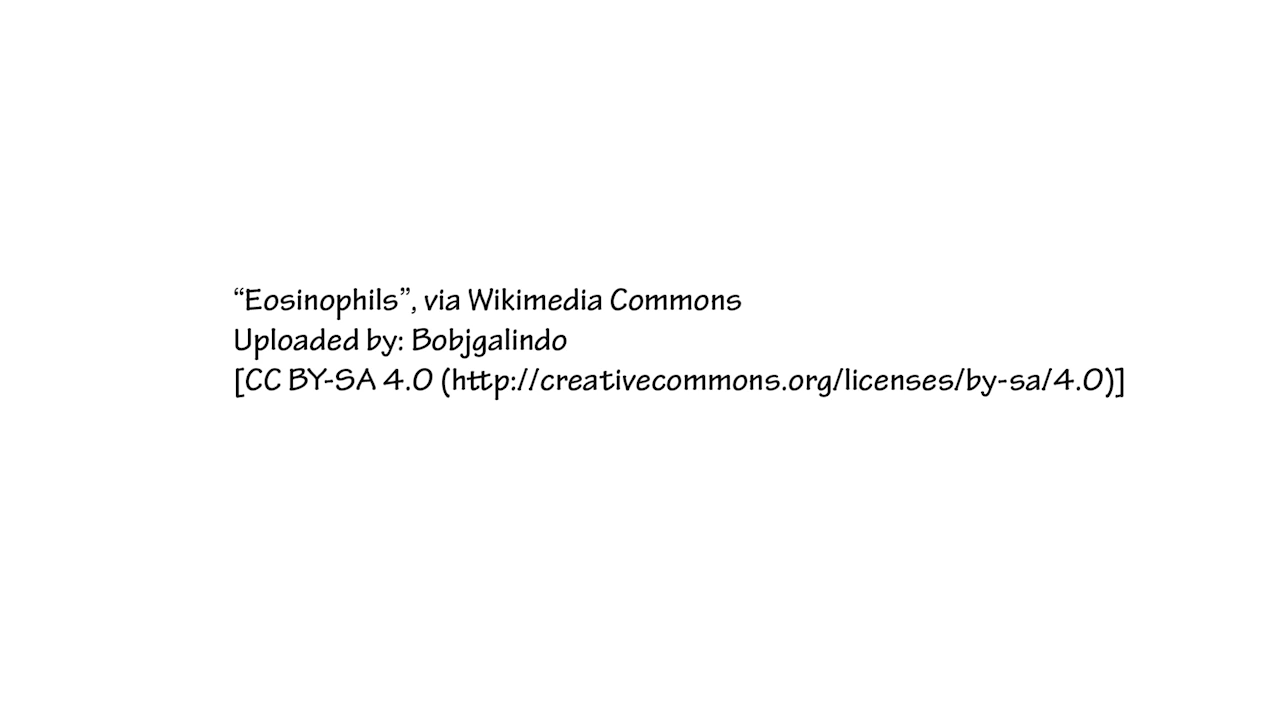 “Eosinophils”, via Wikimedia Commons
Uploaded by: Bobjgalindo
[CC BY-SA 4.0 (http://creativecommons.org/licenses/by-sa/4.0)]